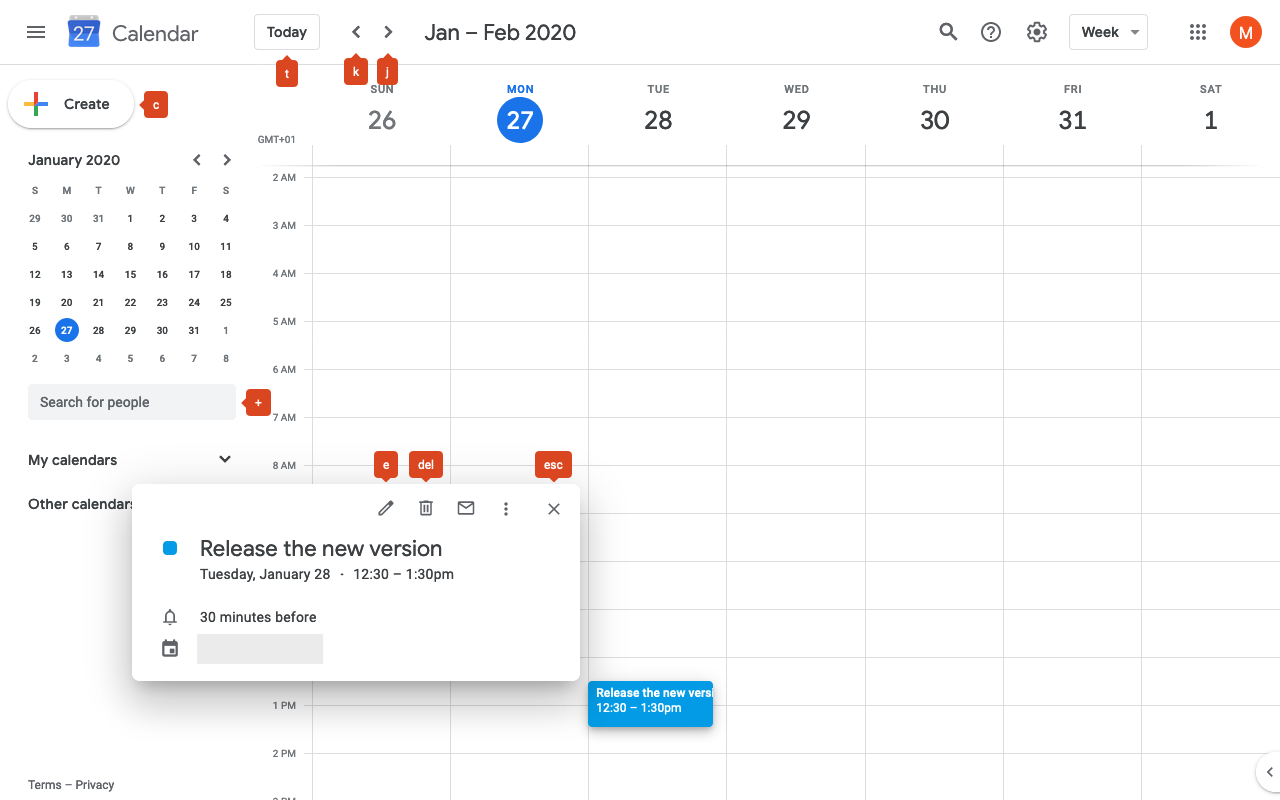 27 Calendar Today Jan – Feb 2020 Week M
t k j
Create c
SUN MON TUE WED THU FRI SAT
26 27 28 29 30 31 1
GMT+01
January 2020
S M T W T F S
29 30 31 1 2 3 4
5 6 7 8 9 10 11
12 13 14 15 16 17 18
19 20 21 22 23 24 25
26 27 28 29 30 31 1
2 3 4 5 6 7 8
Search for people +
My calendars
Other calendars
Terms – Privacy
2 AM
3 AM
4 AM
5 AM
6 AM
7 AM
8 AM
e del esc
Release the new version
Tuesday, January 28 · 12:30 – 1:30pm
30 minutes before
Release the new versi
12:30 – 1:30pm
1 PM
2 PM